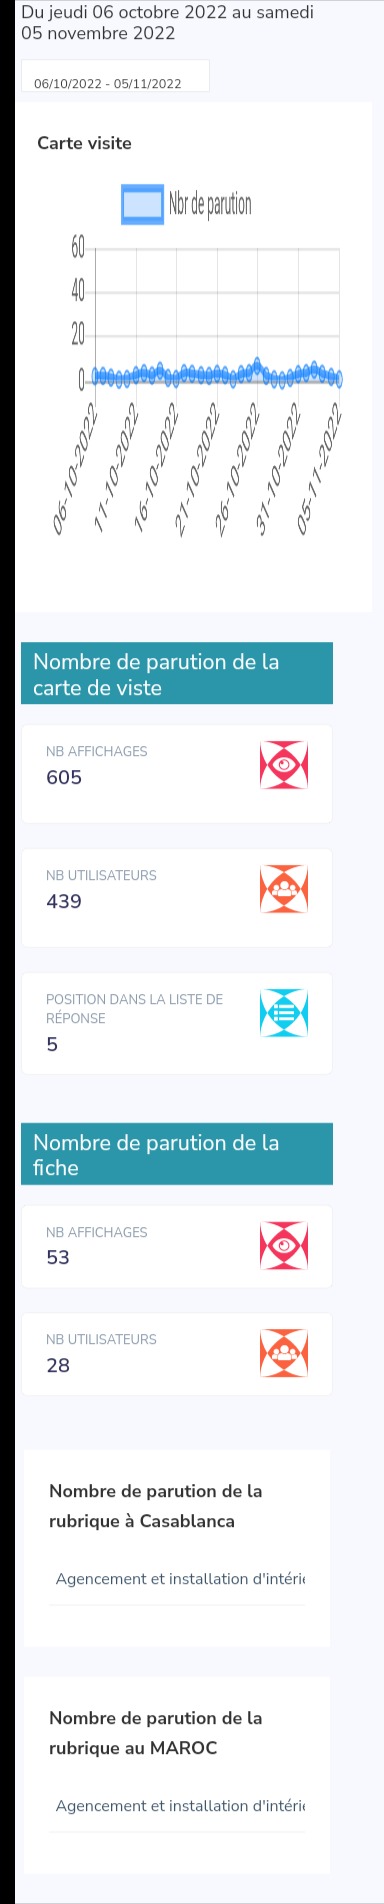 Du jeudi 06 octobre 2022 au samedi
05 novembre 2022
06/10/2022 - 05/11/2022
Carte visite
Nbr de parution
60
40
20
0
06-10-2022
11-10-2022
16-10-2022
21-10-2022
26-10-2022
31-10-2022
05-11-2022
Nombre de parution de la
carte de viste
NB AFFICHAGES
605
NB UTILISATEURS
439
POSITION DANS LA LISTE DE
RÉPONSE
5
Nombre de parution de la
fiche
NB AFFICHAGES
53
NB UTILISATEURS
28
Nombre de parution de la
rubrique à Casablanca
Agencement et installation d'intérie
Nombre de parution de la
rubrique au MAROC
Agencement et installation d'intérie